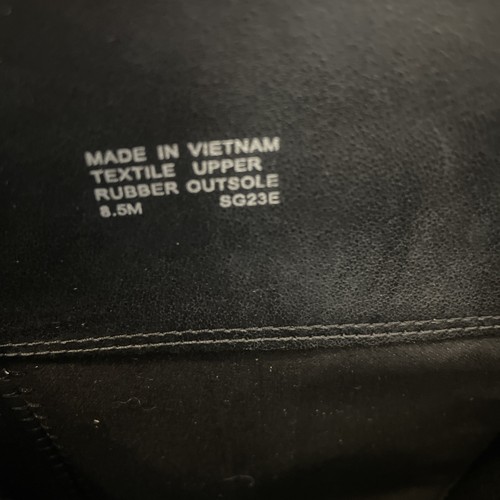 MADE IN VIETNAM
TEXTILE UPPER
RUBBER OUTSOLE
8.5M SG23E